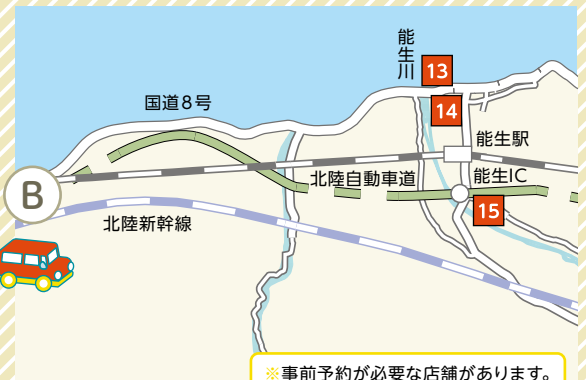 能生川
13
14
国道8号
能生駅
北陸自動車道
能生IC
B
15
北陸新幹線
※事前予約が必要な店舗があります。